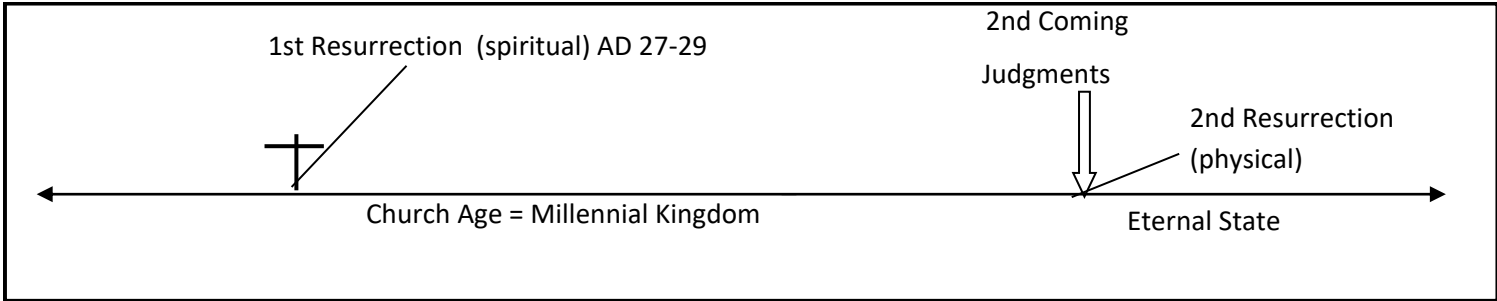 1st Resurrection (spiritual) AD 27-29
2nd Coming
Judgments
2nd Resurrection
(physical)
Church Age = Millennial Kingdom
Eternal State